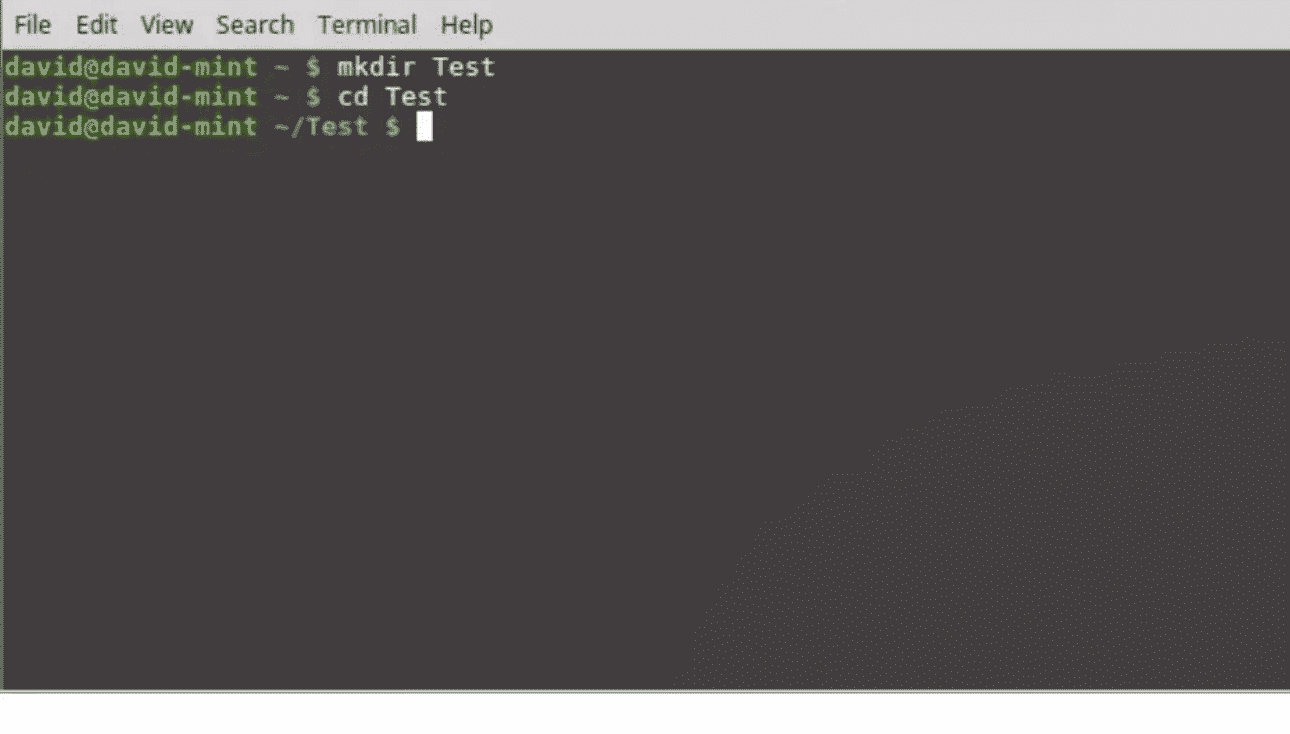 File Edit View Search Terminal Help
david@david-mint ~ $ mkdir Test
david@david-mint ~ $ cd Test
david@david-mint ~/Test $